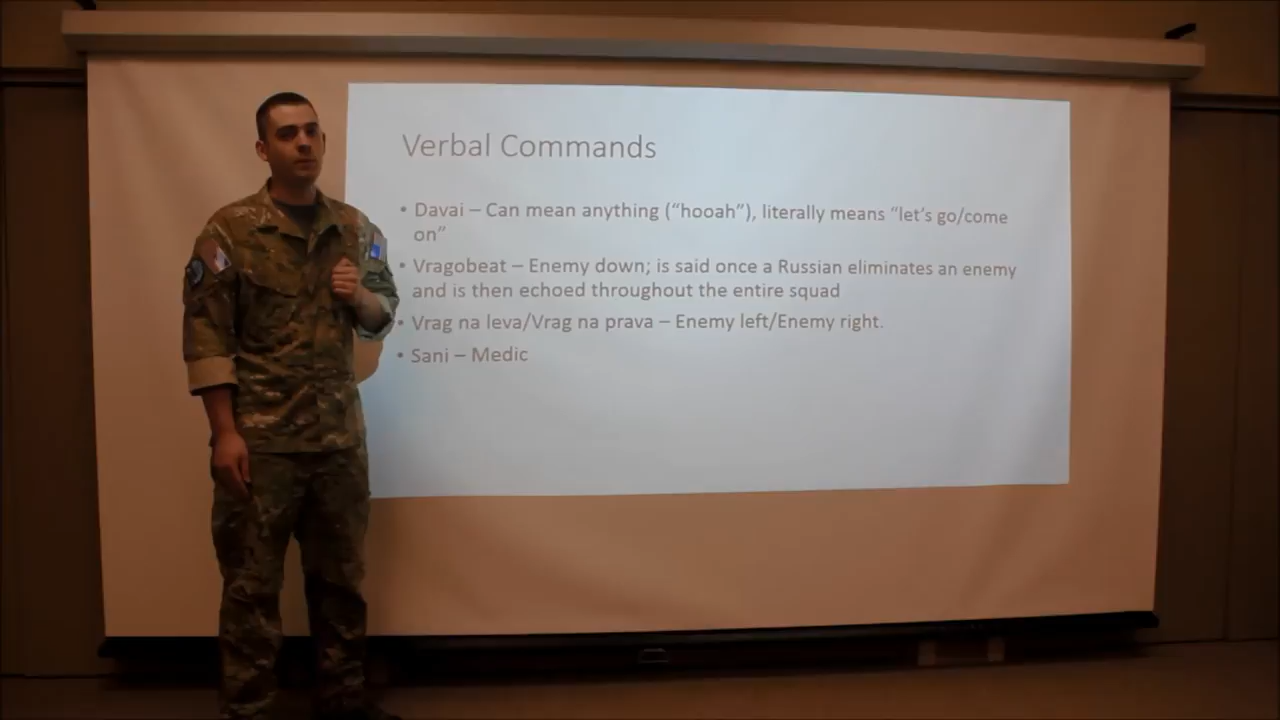 Verbal Commands
• Davai – Can mean anything ("hooah"), literally means "let's go/come
on"
• Vragobeat – Enemy down; is said once a Russian eliminates an enemy
and is then echoed throughout the entire squad
• Vrag na leva/Vrag na prava – Enemy left/Enemy right.
• Sani – Medic